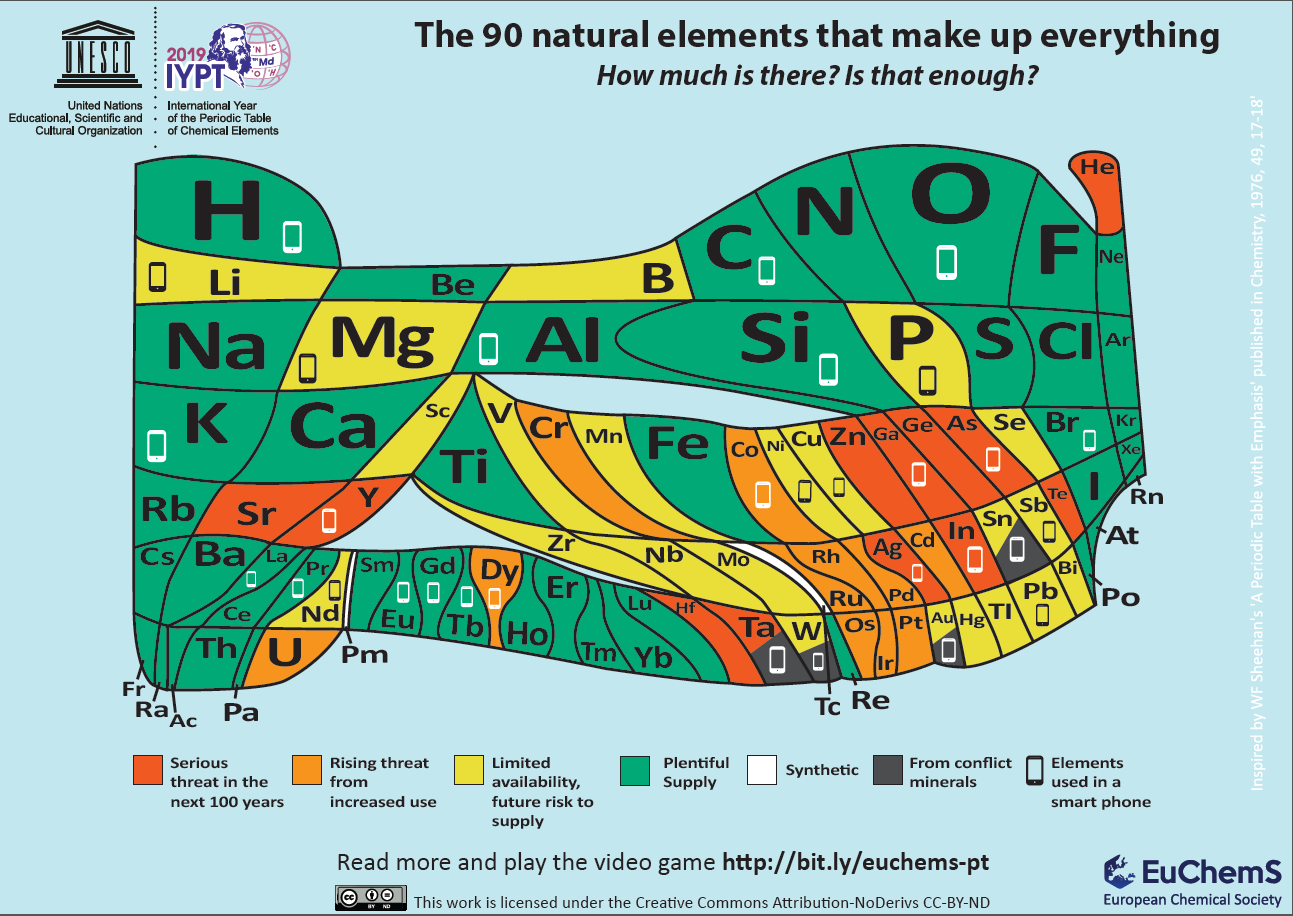 The 90 natural elements that make up everything
How much is there? Is that enough?
UNESCO
United Nations
Educational, Scientific and
Cultural Organization
2019
IYPT
N °C
Md
O H
International Year
of the Periodic Table
of Chemical Elements
H
He
Li
Be
B
C
N
O
F
Ne
Na
Mg
Al
Si
P
S
Cl
Ar
K
Ca
Sc
Ti
V
Cr
Mn
Fe
Co
Ni
Cu
Zn
Ga
Ge
As
Se
Br
Kr
Rb
Sr
Y
Zr
Nb
Mo
Tc
Ru
Rh
Pd
Ag
Cd
In
Sn
Sb
Te
I
Xe
Cs
Ba
La
Ce
Pr
Nd
Pm
Sm
Eu
Gd
Tb
Dy
Ho
Er
Tm
Yb
Lu
Hf
Ta
W
Re
Os
Ir
Pt
Au
Hg
Tl
Pb
Bi
Po
At
Rn
Fr
Ra
Ac
Th
Pa
U
Inspired by WF Sheehan's 'A Periodic Table with Emphasis' published in Chemistry, 1976, 49, 17-18'
Serious
threat in the
next 100 years
Rising threat
from
increased use
Limited
availability,
future risk to
supply
Plentiful
Supply
Synthetic
From conflict
minerals
Elements
used in a
smart phone
Read more and play the video game http://bit.ly/euchems-pt
cc BY ND
This work is licensed under the Creative Commons Attribution-NoDerivs CC-BY-ND
EuChemS
European Chemical Society